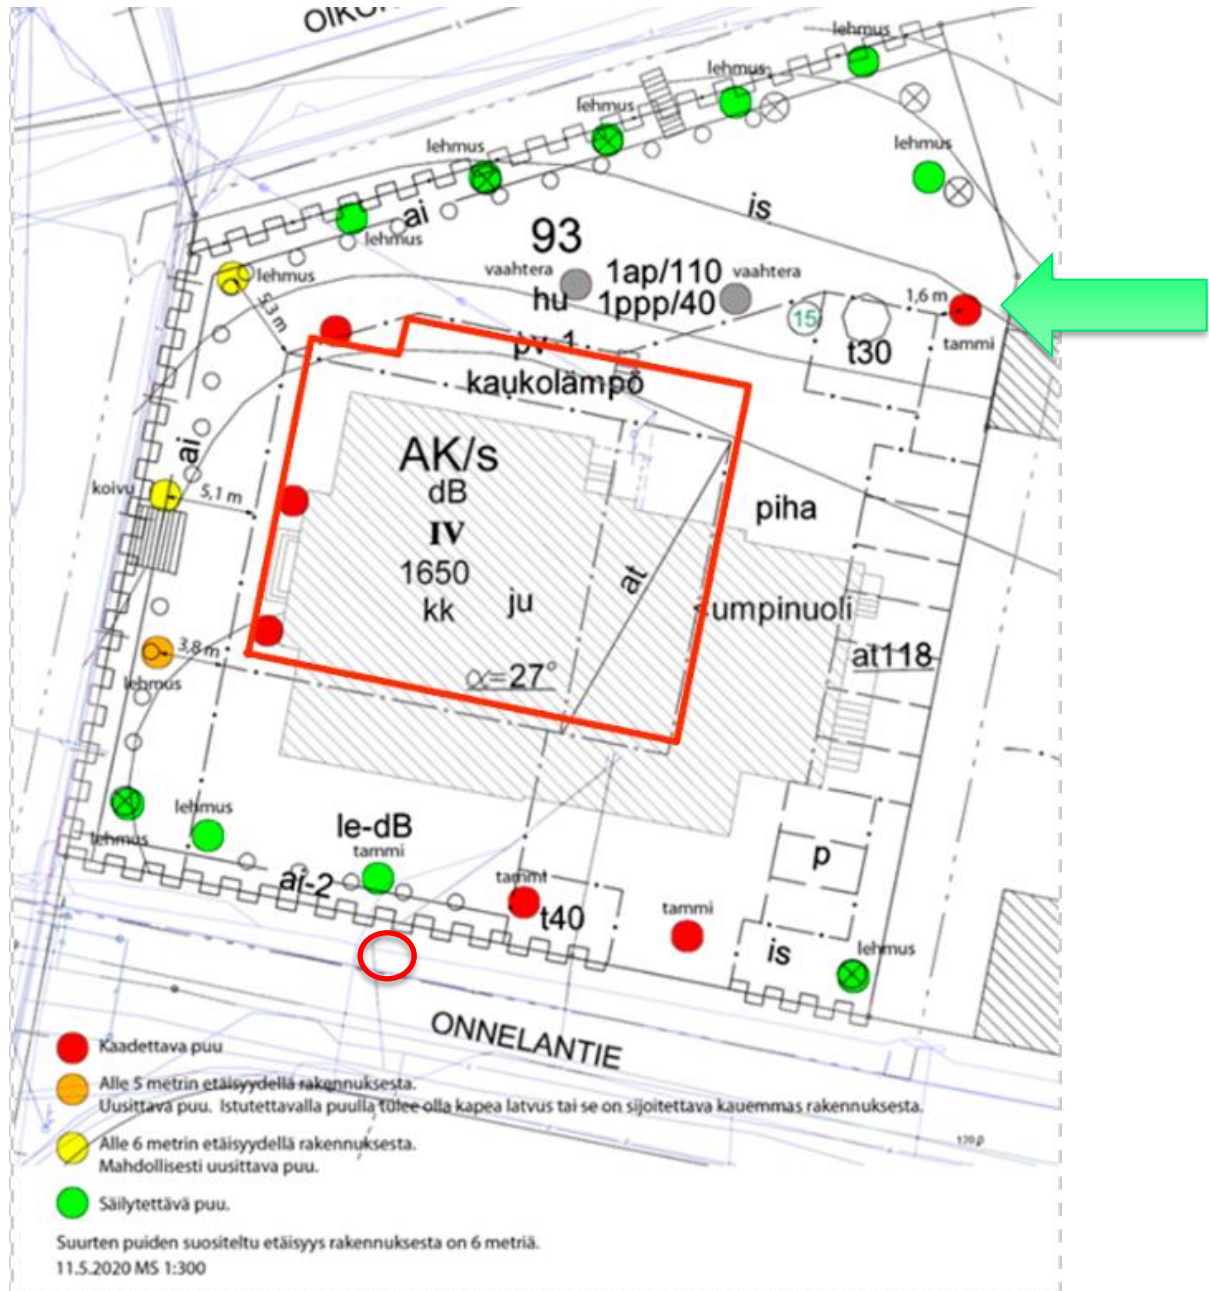 lehmus
lehmus
lehmus
lehmus
lehmus
is
ai
lehmus
93
vaahtera
1ap/110
vaahtera
lehmus
hu
1ppp/40
1,6 m
5,3 m
15
tammi
pv-1
t30
kaukolämpö
ai
AK/s
koivu
5,1 m
dB
piha
IV
1650
at
kk
ju
umpinuoli
3,8 m
at118
lehmus
α=27°
lehmus
le-dB
lehmus
tammi
p
ai-2
tammi
t40
tammi
is
lehmus
ONNELANTIE
Kaadettava puu
Alle 5 metrin etäisyydellä rakennuksesta.
Uusittava puu. Istutettavalla puulla tulee olla kapea latvus tai se on sijoitettava kauemmas rakennuksesta.
Alle 6 metrin etäisyydellä rakennuksesta.
Mahdollisesti uusittava puu.
Säilytettävä puu.
Suurten puiden suositeltu etäisyys rakennuksesta on 6 metriä.
11.5.2020 MS 1:300